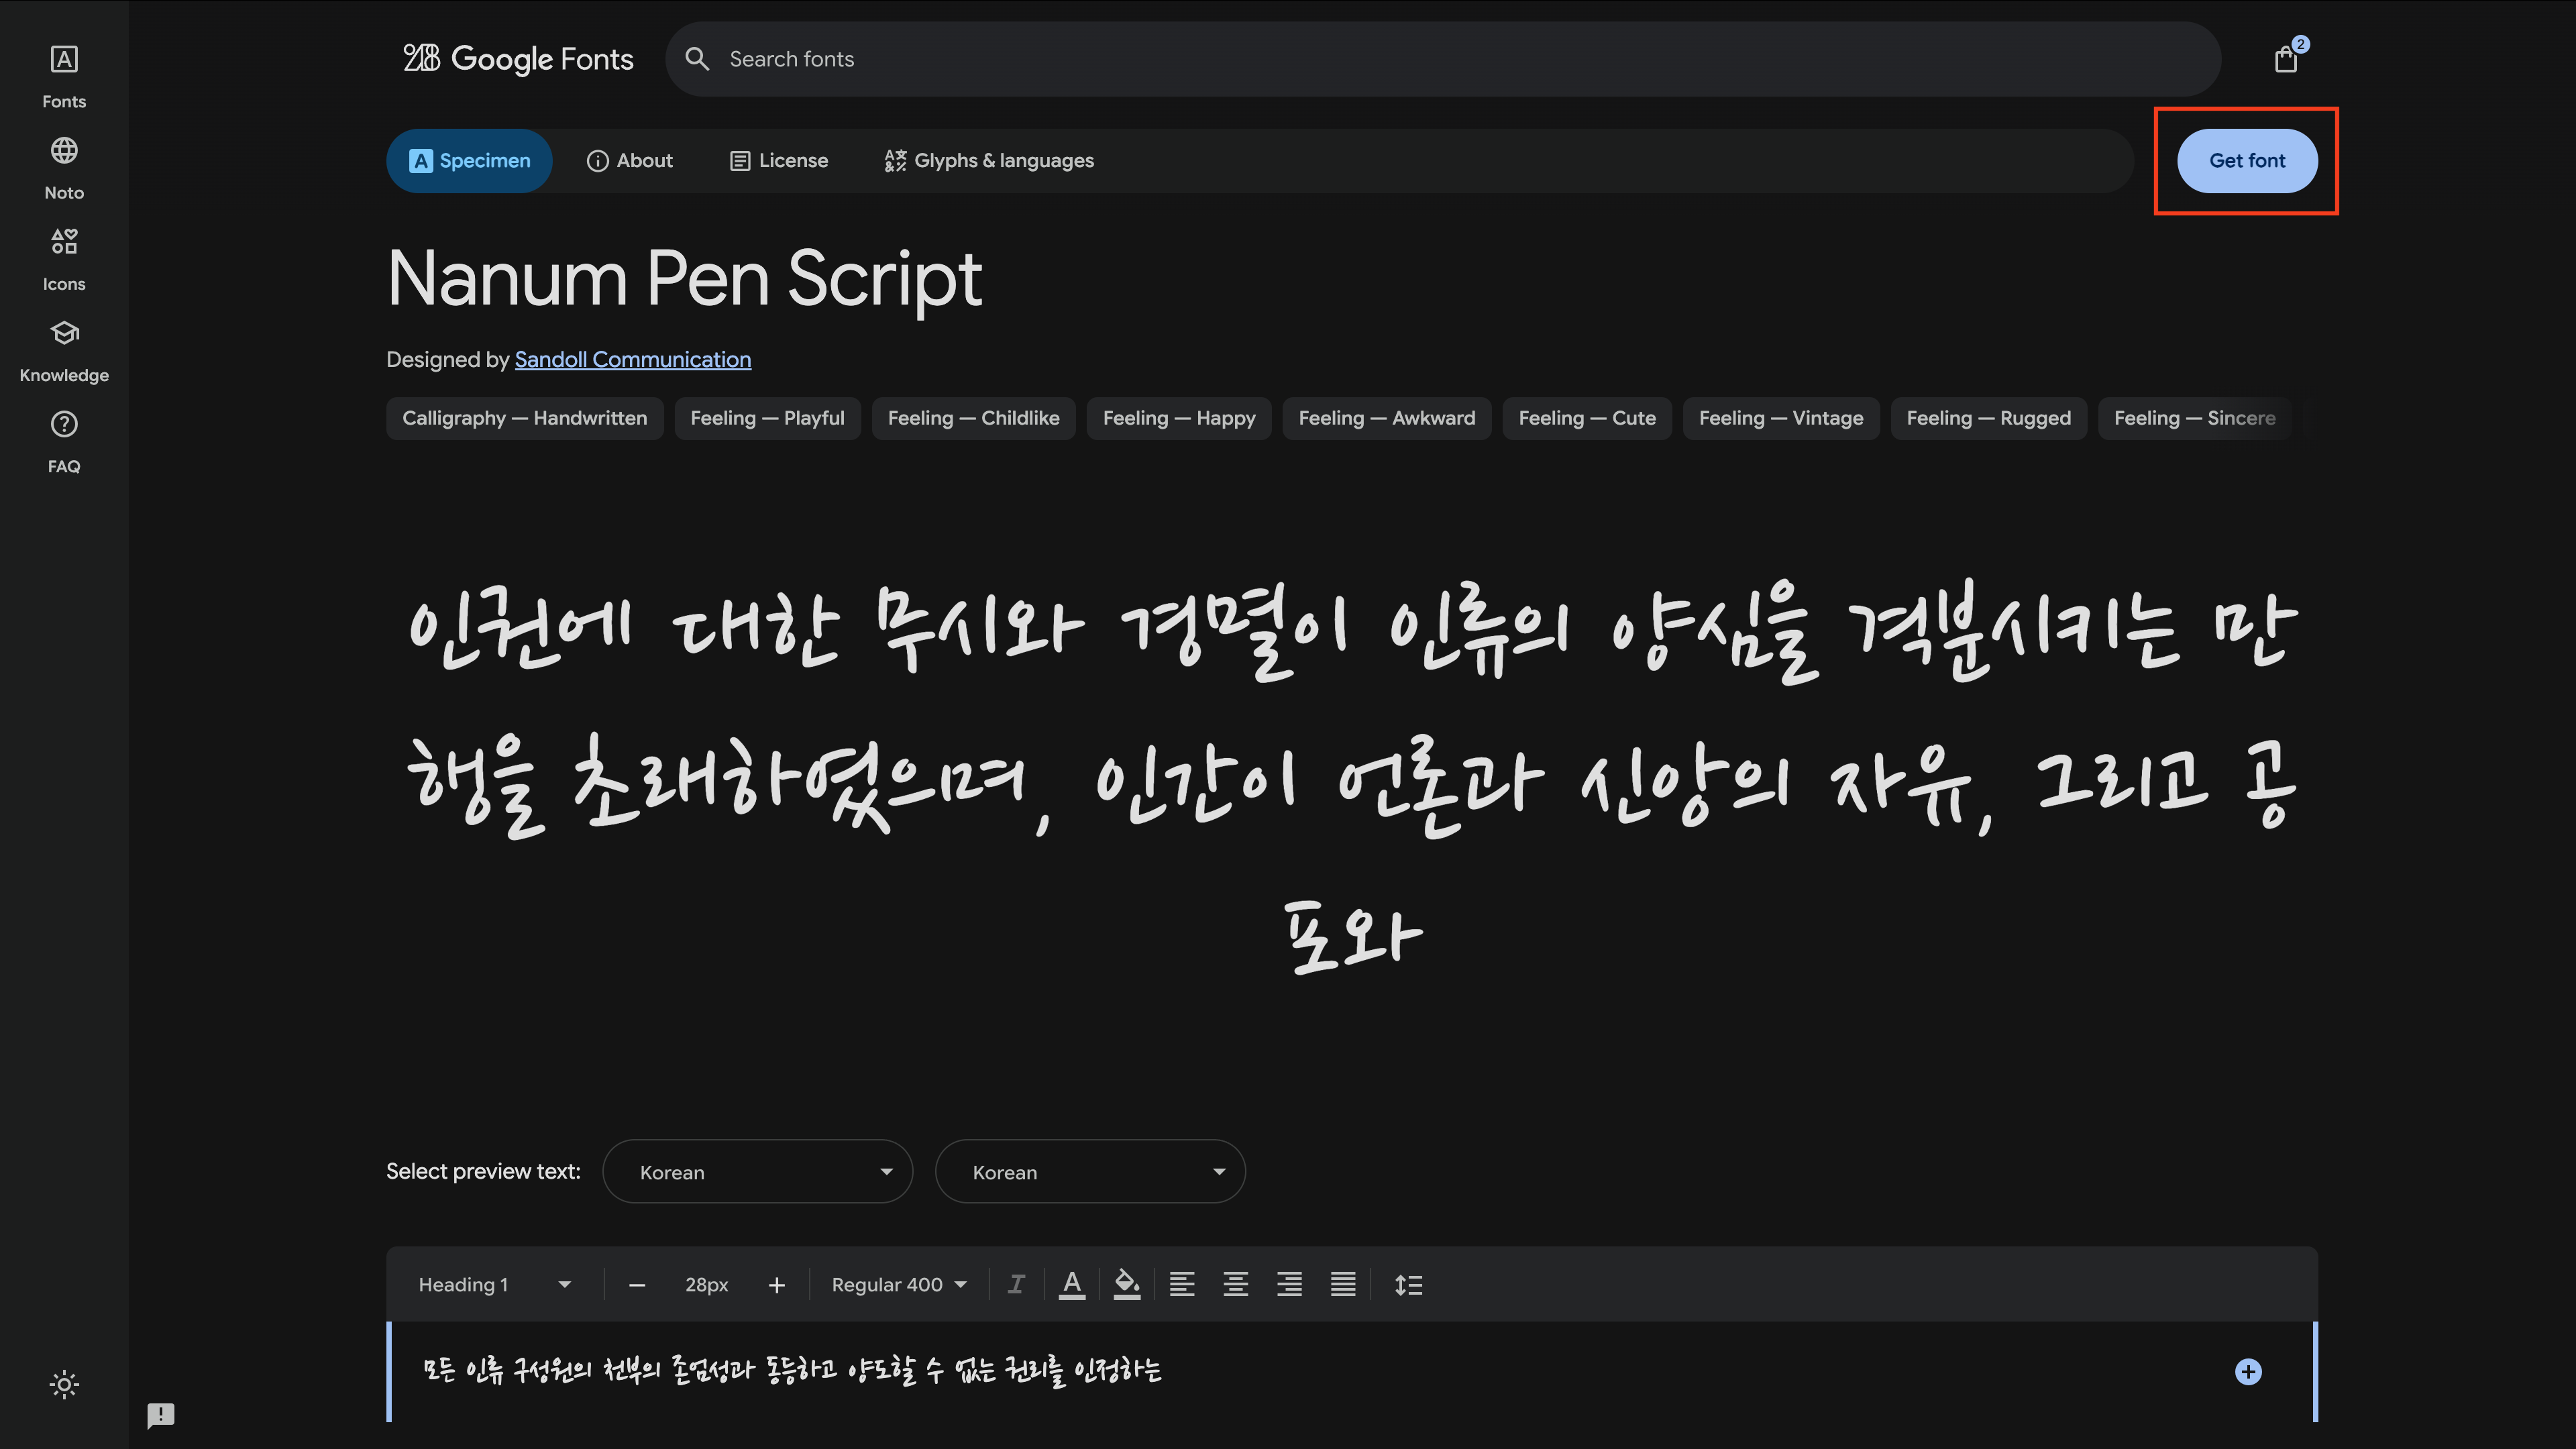 Google Fonts
Search fonts
2
Fonts
Noto
Icons
Knowledge
FAQ
Specimen
About
License
Glyphs & languages
Get font
Nanum Pen Script
Designed by Sandoll Communication
Calligraphy — Handwritten
Feeling — Playful
Feeling — Childlike
Feeling — Happy
Feeling — Awkward
Feeling — Cute
Feeling — Vintage
Feeling — Rugged
Feeling — Sincere
인권에 대한 무시와 경멸이 인류의 양심을 격분시키는 만
행을 초래하였으며, 인간이 언론과 신앙의 자유, 그리고 공
포와
Select preview text:
Korean
Korean
Heading 1
28px
Regular 400
모든 인류 구성원의 천부의 존엄성과 동등하고 양도할 수 없는 권리를 인정하는